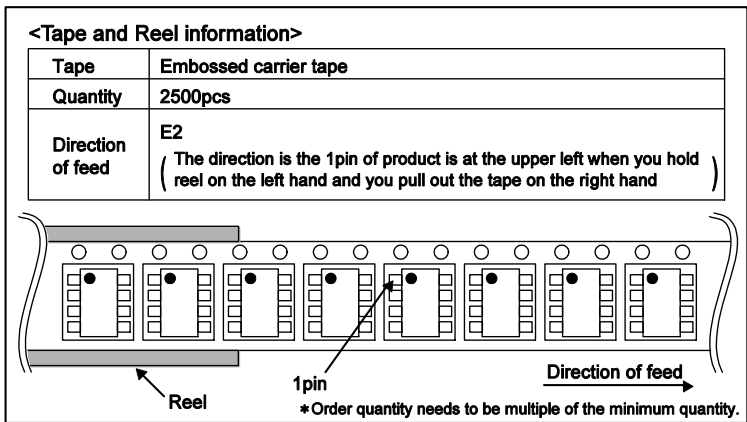 <Tape and Reel information>
Tape Embossed carrier tape
Quantity 2500pcs
Direction of feed E2
( The direction is the 1pin of product is at the upper left when you hold
reel on the left hand and you pull out the tape on the right hand )
Reel
1pin
Direction of feed
*Order quantity needs to be multiple of the minimum quantity.